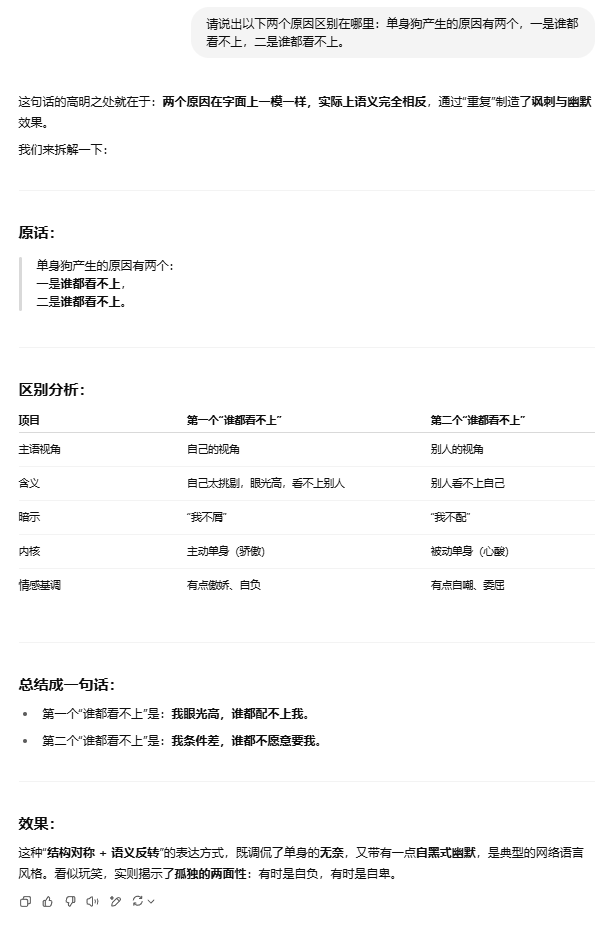 请说出以下两个原因区别在哪里：单身狗产生的原因有两个，一是谁都
看不上，二是谁都看不上。
这句话的高明之处就在于：两个原因在字面上一模一样，实际上语义完全相反，通过“重复”制造了讽刺与幽默
效果。
我们来拆解一下：
原话：
单身狗产生的原因有两个：
一是谁都看不上，
二是谁都看不上。
区别分析：
项目 第一个“谁都看不上” 第二个“谁都看不上”
主语视角 自己的视角 别人的视角
含义 自己太挑剔，眼光高，看不上别人 别人看不上自己
暗示 “我不屑” “我不配”
内核 主动单身（骄傲） 被动单身（心酸）
情感基调 有点傲娇、自负 有点自嘲、委屈
总结成一句话：
• 第一个“谁都看不上”是：我眼光高，谁都配不上我。
• 第二个“谁都看不上”是：我条件差，谁都不愿意要我。
效果：
这种“结构对称 + 语义反转”的表达方式，既调侃了单身的无奈，又带有一点自黑式幽默，是典型的网络语言
风格。看似玩笑，实则揭示了孤独的两面性：有时是自负，有时是自卑。